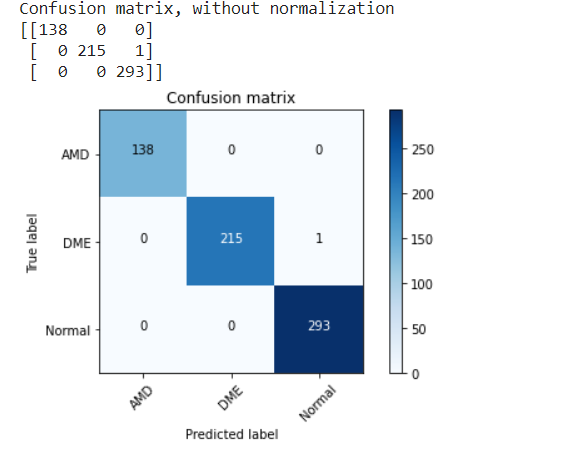 Confusion matrix, without normalization
[[138   0   0]
 [  0 215   1]
 [  0   0 293]]
Confusion matrix
AMD 138 0 0
DME 0 215 1
Normal 0 0 293
AMD DME Normal
True label
Predicted label
250
200
150
100
50
0